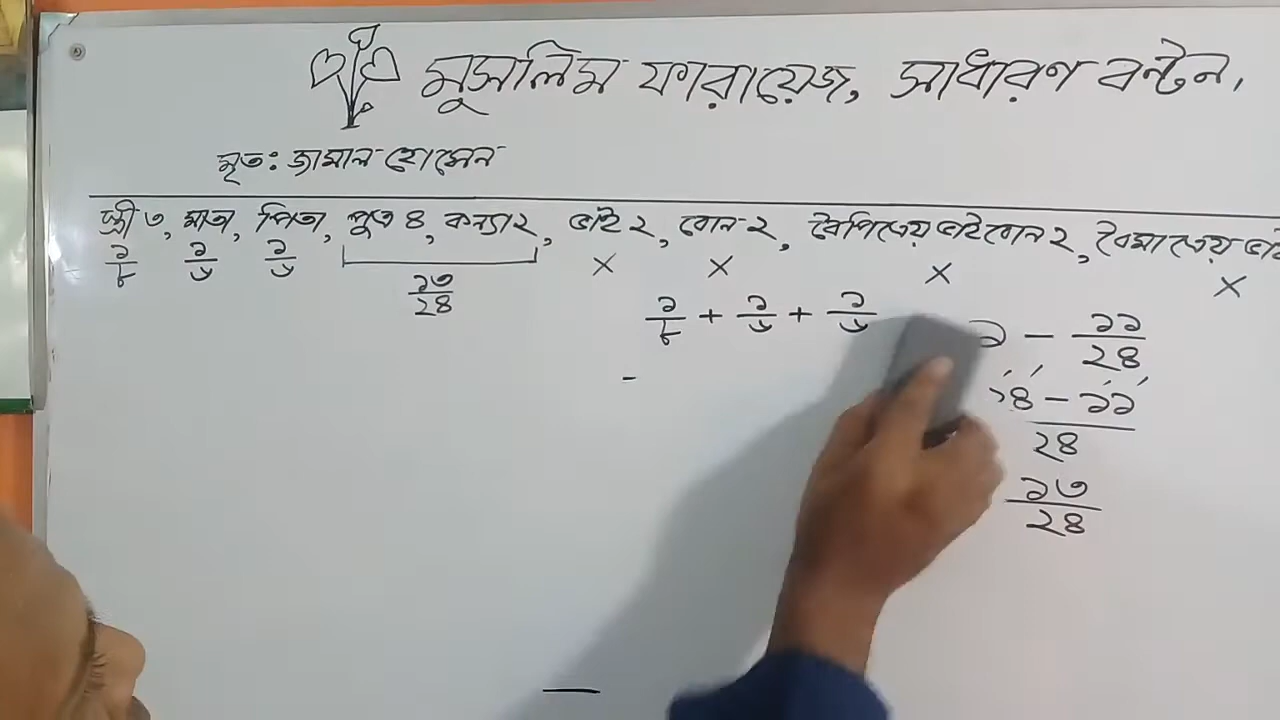 মুসলিম ফারায়েজ, সাধারণ বন্টন,
মৃত: জামাল হোসেন
স্ত্রী ৩, মাতা, পিতা, পুত্র ৪, কন্যা ২, ভাই ২, বোন ২, বৈপিত্রেয় ভাইবোন ২, বৈমাত্রেয় ভাই
১/৮ ১/৬ ১/৬ ১৩/২৪ × × × ×
১/৮ + ১/৬ + ১/৬
১ - ১১/২৪
২৪ - ১১
২৪
১৩/২৪